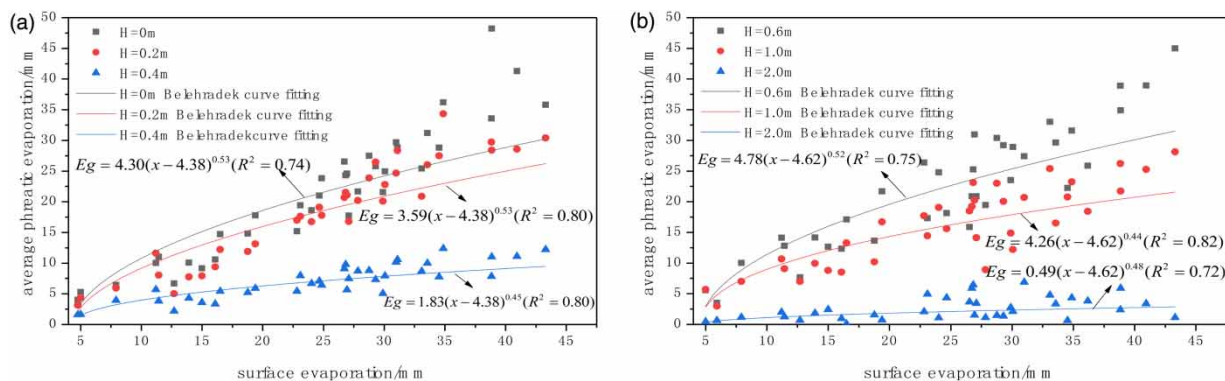 (a)
50
45
40
35
30
25
20
15
10
5
0
average phreatic evaporation/mm
H=0m
H=0.2m
H=0.4m
H=0m Belehradek curve fitting
H=0.2m Belehradek curve fitting
H=0.4m Belehradekcurve fitting
Eg = 4.30(x−4.38)^0.53(R² = 0.74)
Eg = 3.59(x−4.38)^0.53(R² = 0.80)
Eg = 1.83(x−4.38)^0.45(R² = 0.80)
5 10 15 20 25 30 35 40 45
surface evaporation/mm
(b)
50
45
40
35
30
25
20
15
10
5
0
average phreatic evaporation/mm
H=0.6m
H=1.0m
H=2.0m
H=0.6m Belehradek curve fitting
H=1.0m Belehradek curve fitting
H=2.0m Belehradek curve fitting
Eg = 4.78(x−4.62)^0.52(R² = 0.75)
Eg = 4.26(x−4.62)^0.44(R² = 0.82)
Eg = 0.49(x−4.62)^0.48(R² = 0.72)
5 10 15 20 25 30 35 40 45
surface evaporation/mm